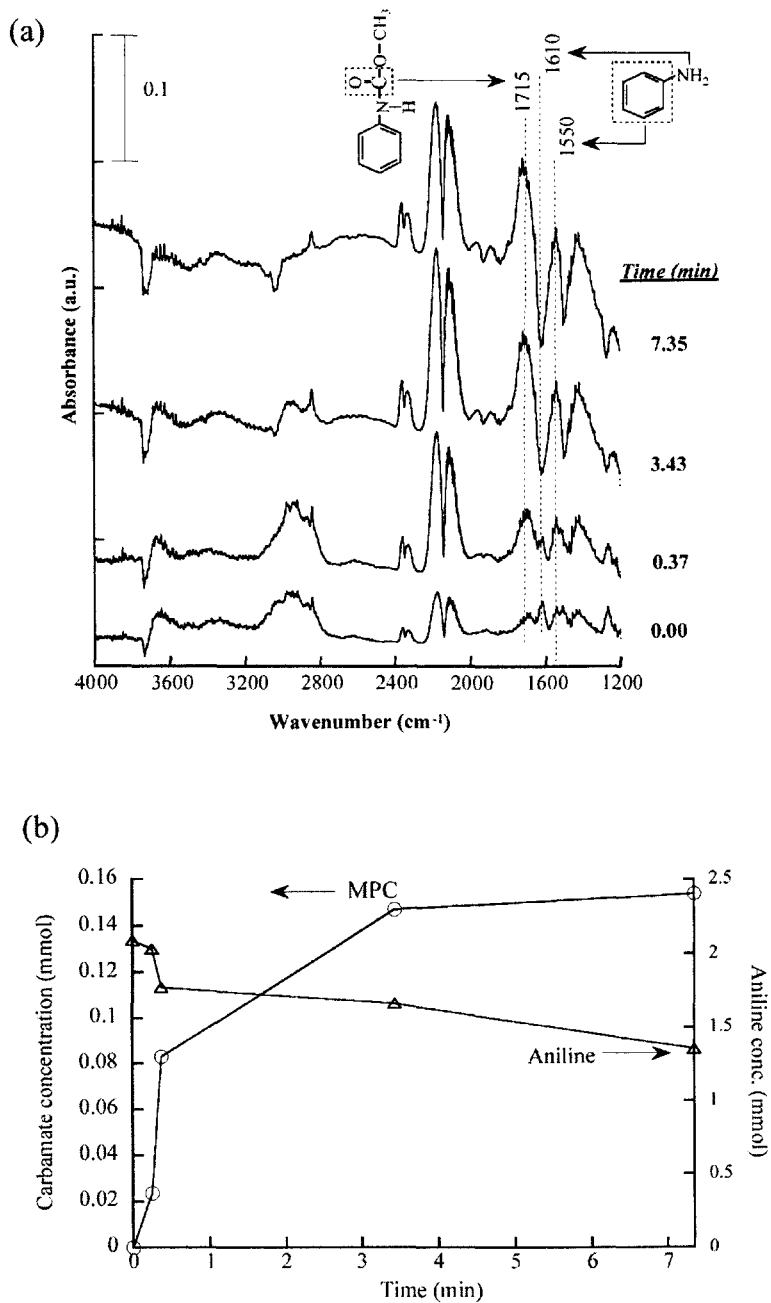 (a)
0.1
CH₃
O
O
C
N
H
1715
1610
1550
NH₂
Absorbance (a.u.)
Time (min)
7.35
3.43
0.37
0.00
4000 3600 3200 2800 2400 2000 1600 1200
Wavenumber (cm⁻¹)
(b)
0.16
0.14
0.12
0.1
0.08
0.06
0.04
0.02
0
Carbamate concentration (mmol)
MPC
Aniline
2.5
2
1.5
1
0.5
0
Aniline conc. (mmol)
0 1 2 3 4 5 6 7
Time (min)